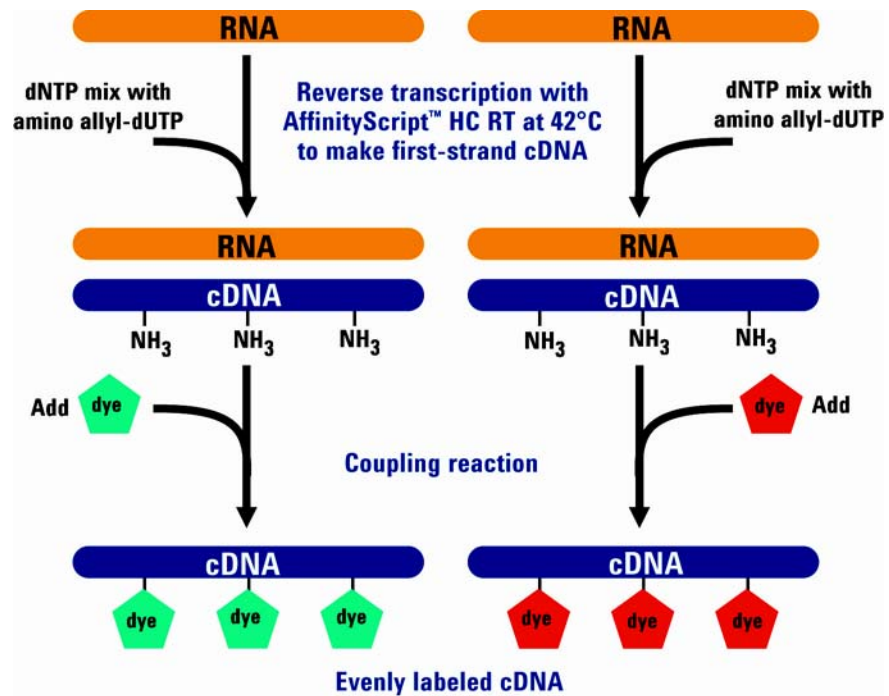 RNA
RNA
dNTP mix with
amino allyl-dUTP
Reverse transcription with
AffinityScript™ HC RT at 42°C
to make first-strand cDNA
dNTP mix with
amino allyl-dUTP
RNA
RNA
cDNA
cDNA
NH3 NH3 NH3
NH3 NH3 NH3
Add dye
dye Add
Coupling reaction
cDNA
cDNA
dye dye dye
dye dye dye
Evenly labeled cDNA